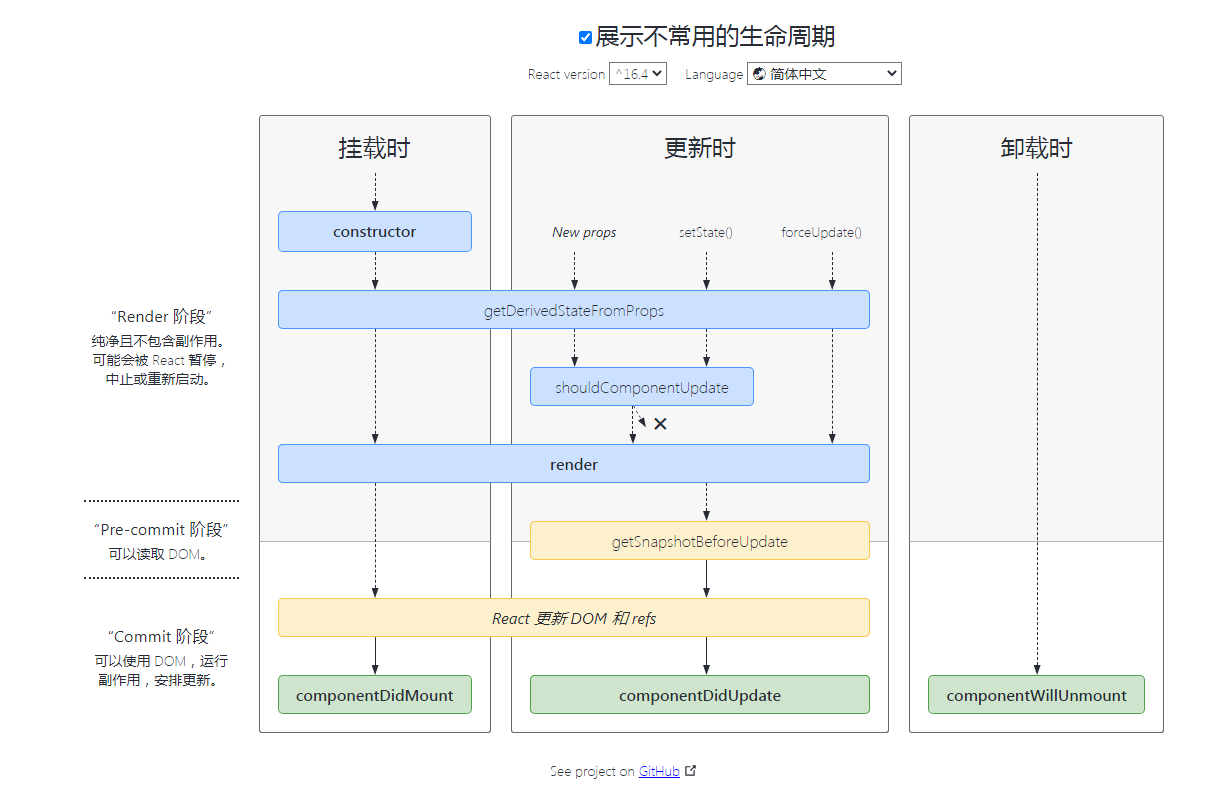 展示不常用的生命周期
React version ^16.4 Language 简体中文
挂载时
更新时
卸载时
constructor
New props
setState()
forceUpdate()
getDerivedStateFromProps
“Render 阶段”
纯净且不包含副作用。
可能会被 React 暂停，
中止或重新启动。
shouldComponentUpdate
render
“Pre-commit 阶段”
可以读取 DOM。
getSnapshotBeforeUpdate
React 更新 DOM 和 refs
“Commit 阶段”
可以使用 DOM，运行
副作用，安排更新。
componentDidMount
componentDidUpdate
componentWillUnmount
See project on GitHub